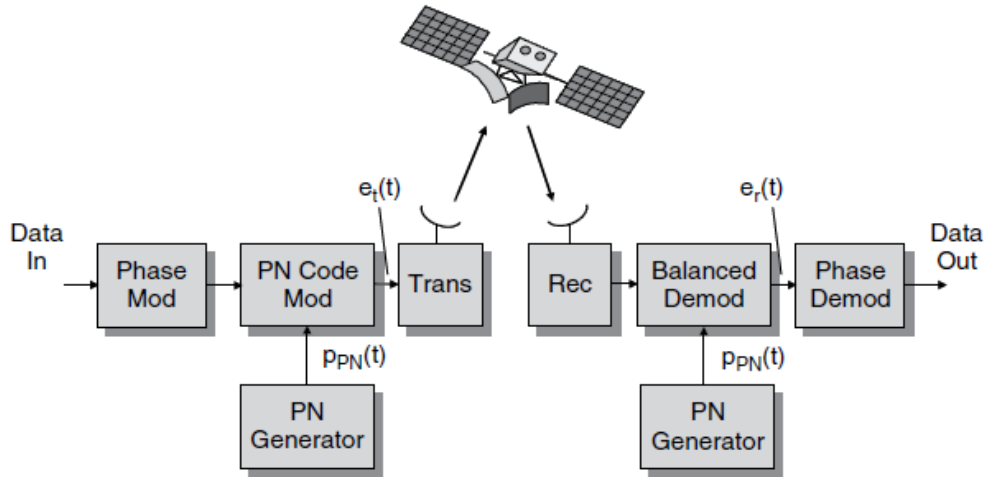 e_t(t)
e_r(t)
Data
In
Phase
Mod
PN Code
Mod
Trans
Rec
Balanced
Demod
Phase
Demod
Data
Out
p_PN(t)
p_PN(t)
PN
Generator
PN
Generator